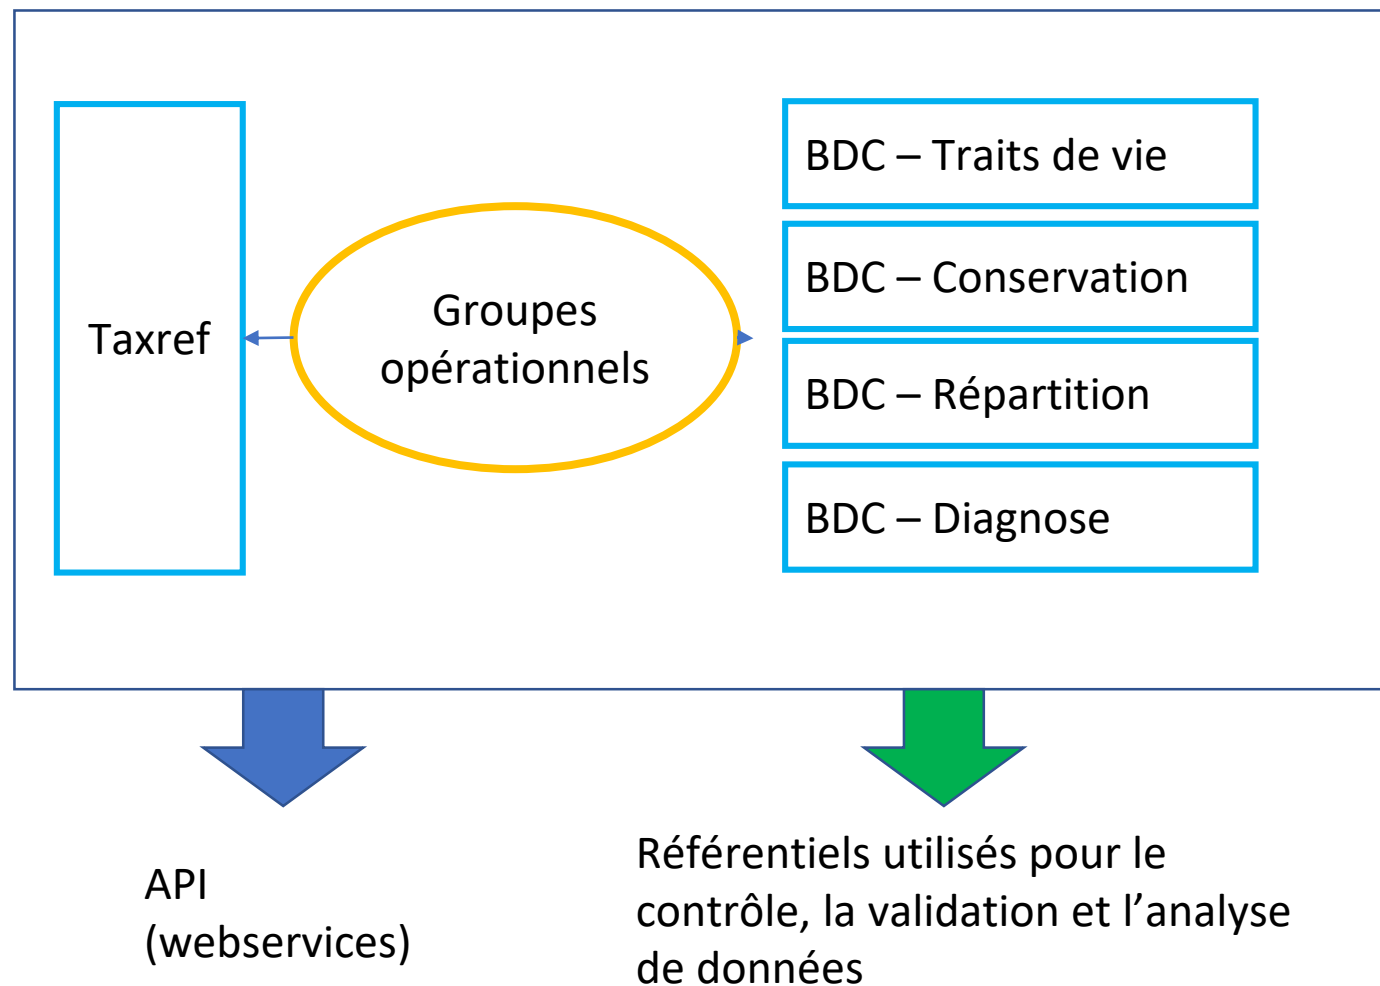 Taxref
Groupes
opérationnels
BDC – Traits de vie
BDC – Conservation
BDC – Répartition
BDC – Diagnose
API
(webservices)
Référentiels utilisés pour le
contrôle, la validation et l’analyse
de données